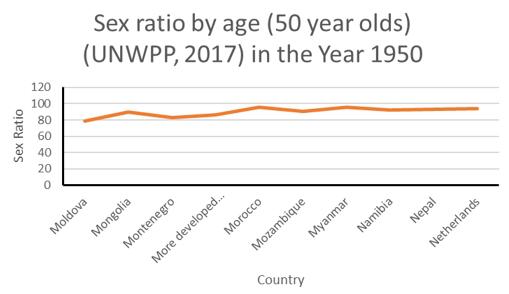 Sex ratio by age (50 year olds)
(UNWPP, 2017) in the Year 1950
120
100
80
60
40
20
0
Sex Ratio
Moldova
Mongolia
Montenegro
More developed...
Morocco
Mozambique
Myanmar
Namibia
Nepal
Netherlands
Country